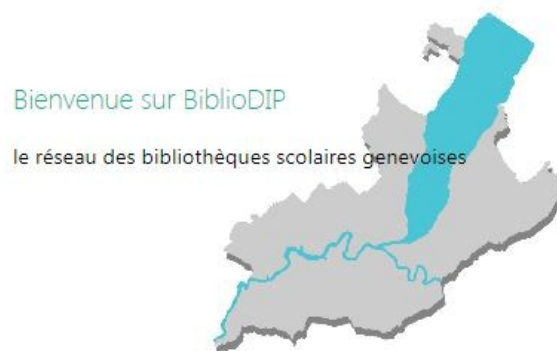 Bienvenue sur BiblioDIP
le réseau des bibliothèques scolaires genevoises